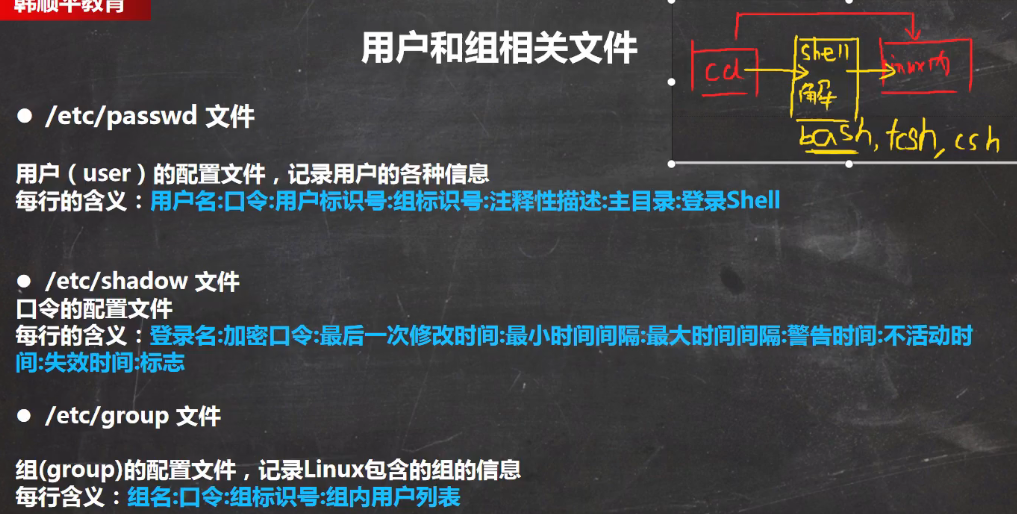 韩顺平教育
用户和组相关文件
cd
shell
linux内
解
bash, tcsh, csh
● /etc/passwd 文件
用户（user）的配置文件，记录用户的各种信息
每行的含义：用户名:口令:用户标识号:组标识号:注释性描述:主目录:登录Shell
● /etc/shadow 文件
口令的配置文件
每行的含义：登录名:加密口令:最后一次修改时间:最小时间间隔:最大时间间隔:警告时间:不活动时
间:失效时间:标志
● /etc/group 文件
组(group)的配置文件，记录Linux包含的组的信息
每行含义：组名:口令:组标识号:组内用户列表